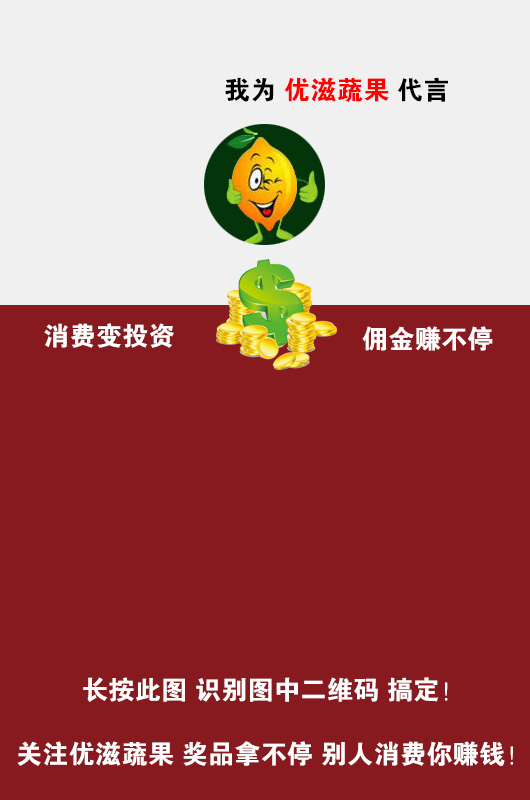 我为 优滋蔬果 代言
消费变投资
佣金赚不停
长按此图 识别图中二维码 搞定!
关注优滋蔬果 奖品拿不停 别人消费你赚钱!